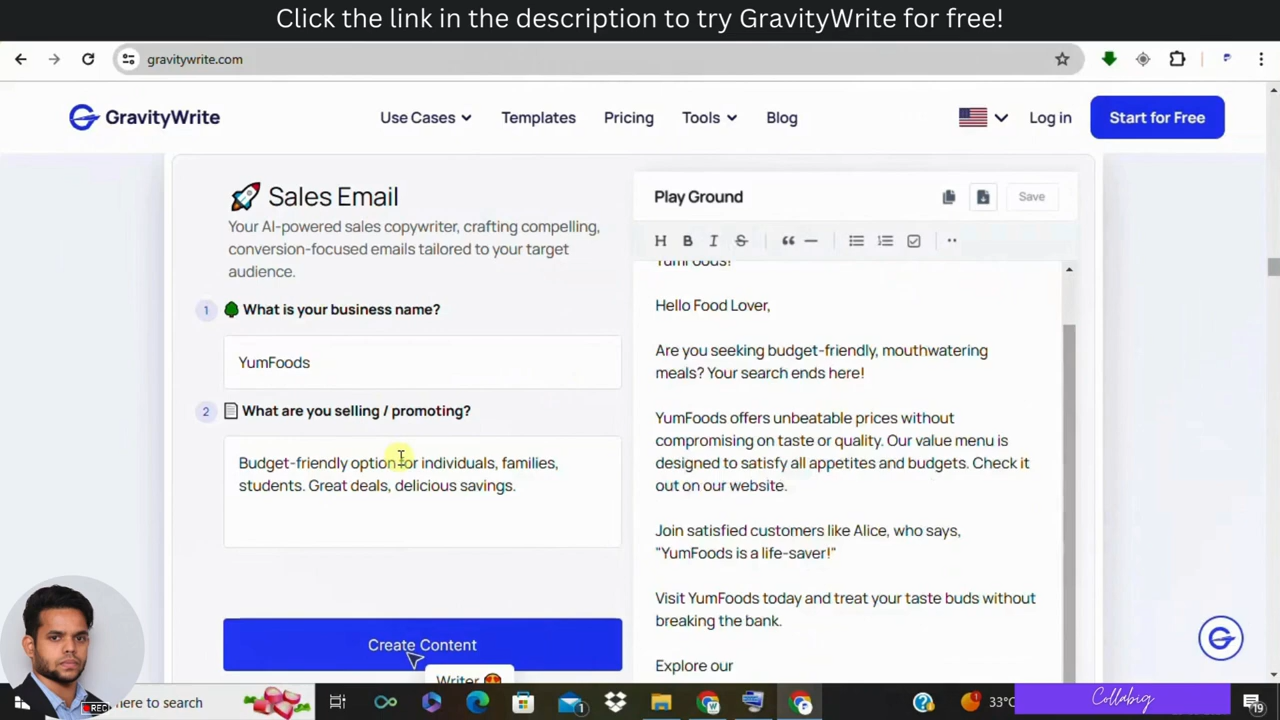 Click the link in the description to try GravityWrite for free!
gravitywrite.com
GravityWrite
Use Cases
Templates
Pricing
Tools
Blog
Log in
Start for Free
Sales Email
Your AI-powered sales copywriter, crafting compelling,
conversion-focused emails tailored to your target
audience.
1 What is your business name?
YumFoods
2 What are you selling / promoting?
Budget-friendly option for individuals, families,
students. Great deals, delicious savings.
Create Content
Writer
Play Ground
Save
H B I S
YumFoods!
Hello Food Lover,
Are you seeking budget-friendly, mouthwatering
meals? Your search ends here!
YumFoods offers unbeatable prices without
compromising on taste or quality. Our value menu is
designed to satisfy all appetites and budgets. Check it
out on our website.
Join satisfied customers like Alice, who says,
"YumFoods is a life-saver!"
Visit YumFoods today and treat your taste buds without
breaking the bank.
Explore our
REC
here to search
1
33°C
Collabig
19